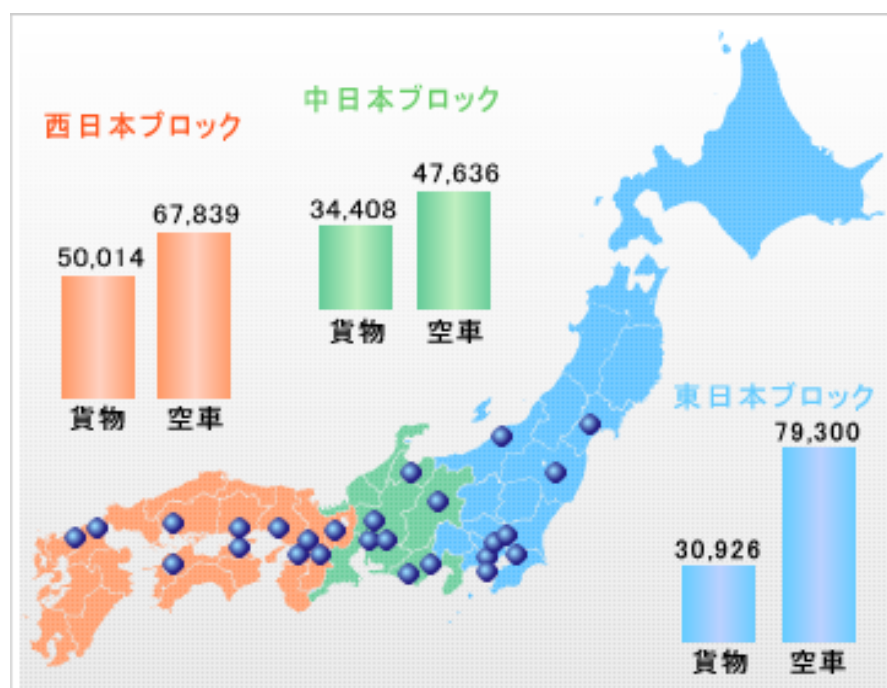 西日本ブロック
67,839
50,014
貨物
空車
中日本ブロック
47,636
34,408
貨物
空車
東日本ブロック
79,300
30,926
貨物
空車